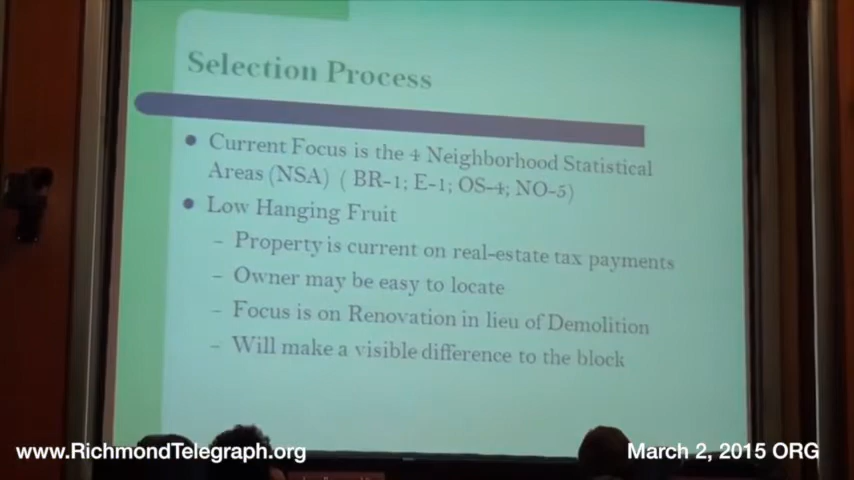 Selection Process
• Current Focus is the 4 Neighborhood Statistical
Areas (NSA) ( BR-1; E-1; OS-4; NO-5)
• Low Hanging Fruit
– Property is current on real-estate tax payments
– Owner may be easy to locate
– Focus is on Renovation in lieu of Demolition
– Will make a visible difference to the block
www.RichmondTelegraph.org
March 2, 2015 ORG